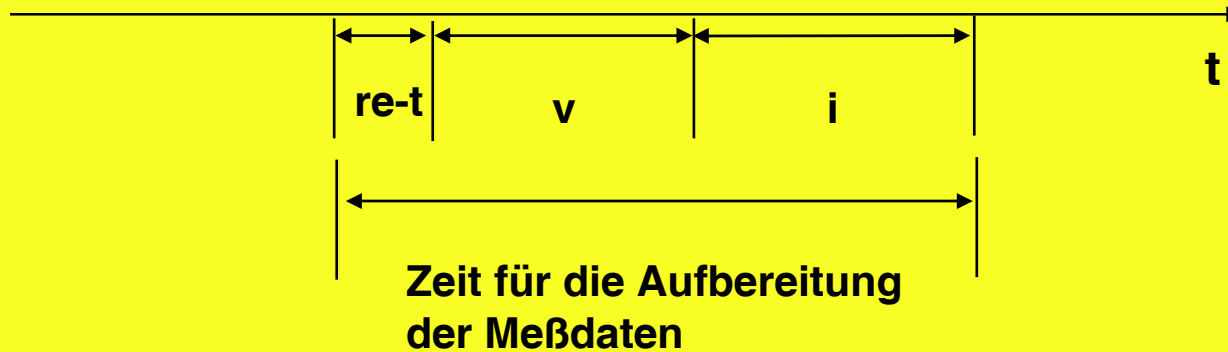 t
re-t
v
i
Zeit für die Aufbereitung
der Meßdaten